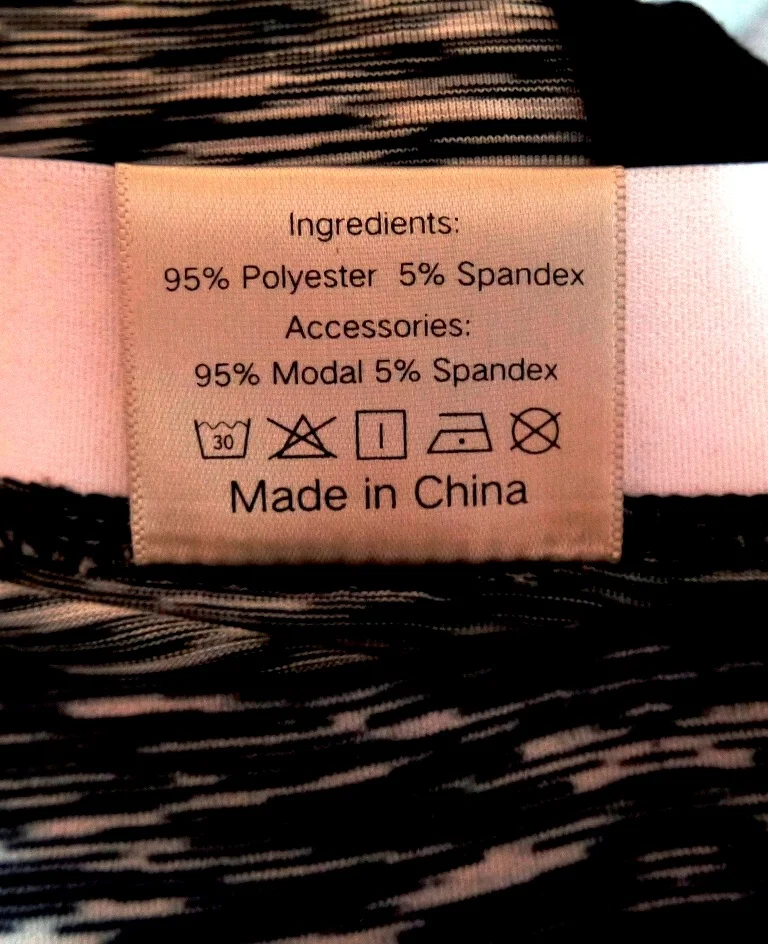 Ingredients:
95% Polyester 5% Spandex
Accessories:
95% Modal 5% Spandex
30
Made in China